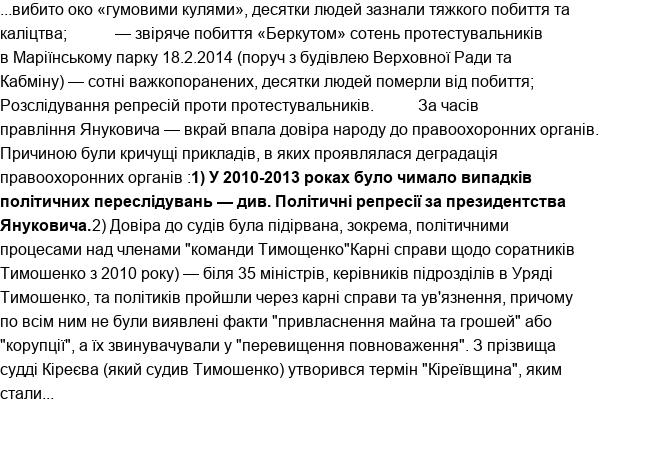 ...вибито око «гумовими кулями», десятки людей зазнали тяжкого побиття та
каліцтва; — звіряче побиття «Беркутом» сотень протестувальників
в Маріїнському парку 18.2.2014 (поруч з будівлею Верховної Ради та
Кабміну) — сотні важкопоранених, десятки людей померли від побиття;
Розслідування репресій проти протестувальників. За часів
правління Януковича — вкрай впала довіра народу до правоохоронних органів.
Причиною були кричущі прикладів, в яких проявлялася деградація
правоохоронних органів :1) У 2010-2013 роках було чимало випадків
політичних переслідувань — див. Політичні репресії за президентства
Януковича.2) Довіра до судів була підірвана, зокрема, політичними
процесами над членами "команди Тимощенко"Карні справи щодо соратників
Тимошенко з 2010 року) — біля 35 міністрів, керівників підрозділів в Уряді
Тимошенко, та політиків пройшли через карні справи та ув'язнення, причому
по всім ним не були виявлені факти "привласнення майна та грошей" або
"корупції", а їх звинувачували у "перевищення повноваження". З прізвища
судді Кіреєва (який судив Тимошенко) утворився термін "Кіреївщина", яким
стали...